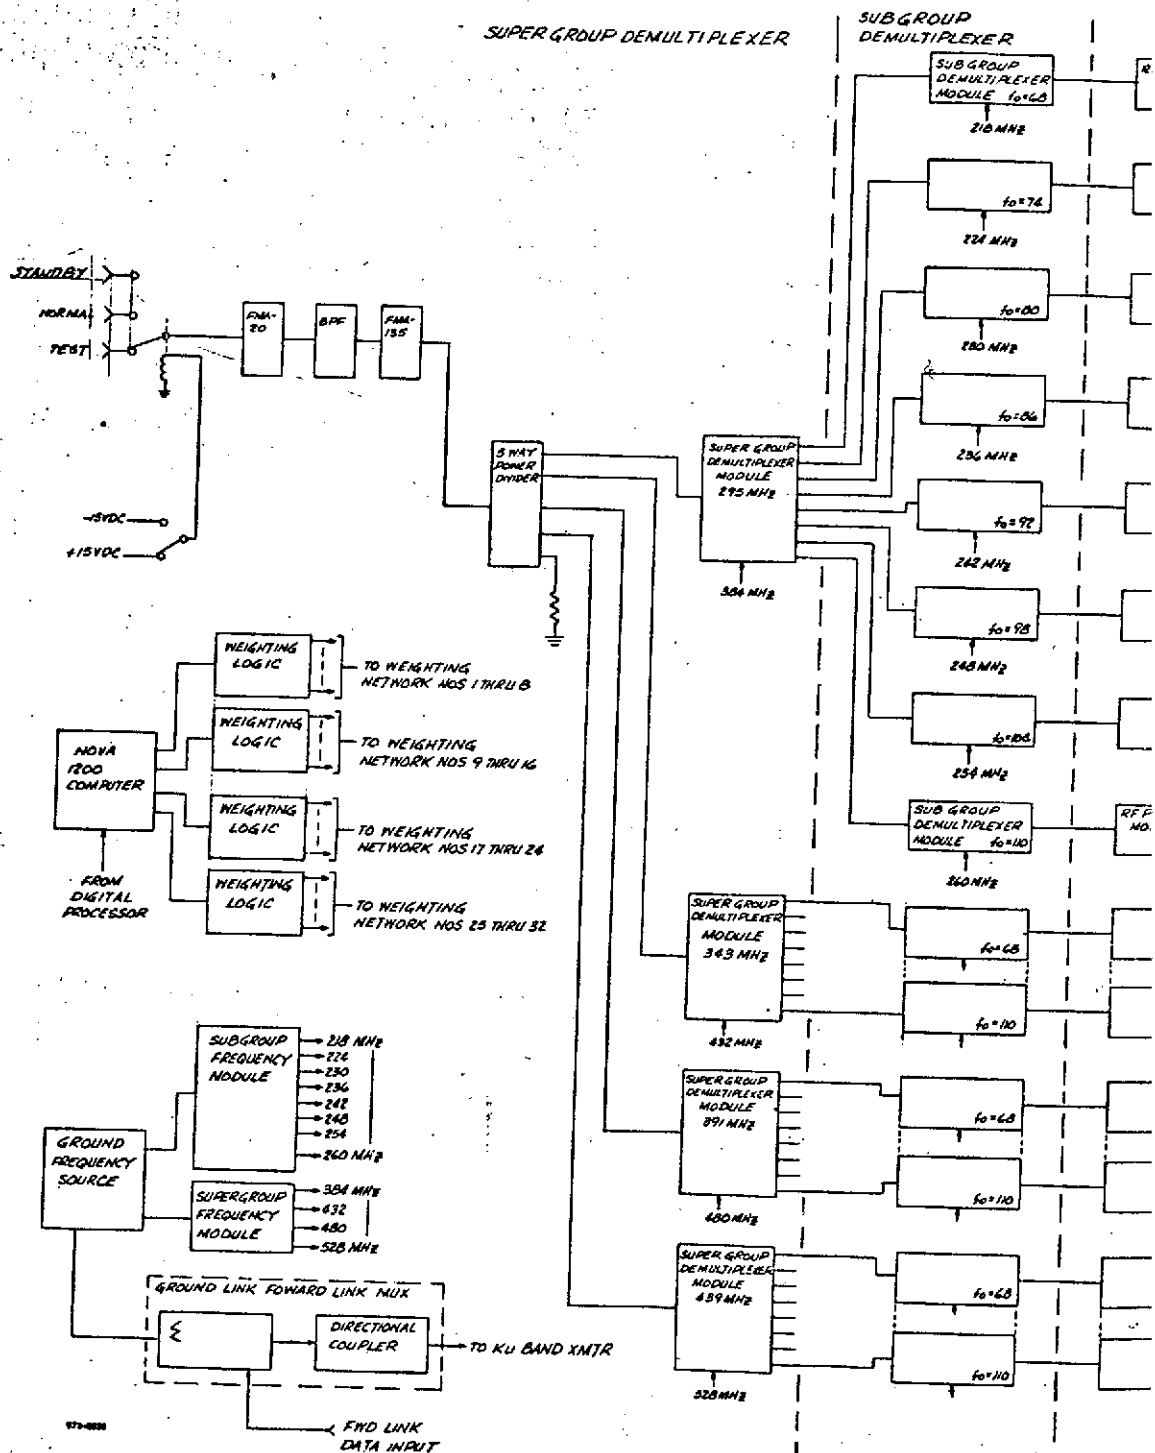 SUPER GROUP DEMULTIPLEXER
SUBGROUP
DEMULTIPLEXER
SUB GROUP
DEMULTIPLEXER
MODULE fo=68
218 MHZ
fo=74
224 MHZ
fo=80
230 MHZ
fo=86
236 MHZ
fo=92
242 MHZ
fo=98
248 MHZ
254 MHZ
SUB GROUP
DEMULTIPLEXER
MODULE fo=110
260 MHZ
RF P
MO
STANDBY
NORMAL
TEST
FMA-
20
BPF
FMA-
135
-15VDC
+15VDC
5 WAY
POWER
DIVIDER
SUPER GROUP
DEMULTIPLEXER
MODULE
295 MHZ
384 MHZ
WEIGHTING
LOGIC
TO WEIGHTING
NETWORK NOS 1 THRU 8
WEIGHTING
LOGIC
TO WEIGHTING
NETWORK NOS 9 THRU 16
NOVA
1200
COMPUTER
WEIGHTING
LOGIC
TO WEIGHTING
NETWORK NOS 17 THRU 24
WEIGHTING
LOGIC
TO WEIGHTING
NETWORK NOS 25 THRU 32
FROM
DIGITAL
PROCESSOR
SUPER GROUP
DEMULTIPLEXER
MODULE
343 MHZ
432 MHZ
fo=68
fo=110
SUPER GROUP
DEMULTIPLEXER
MODULE
391 MHZ
480 MHZ
fo=68
fo=110
SUPER GROUP
DEMULTIPLEXER
MODULE
439 MHZ
528 MHZ
fo=68
fo=110
SUBGROUP
FREQUENCY
MODULE
218 MHZ
224
230
236
242
248
254
260 MHZ
GROUND
FREQUENCY
SOURCE
SUPERGROUP
FREQUENCY
MODULE
384 MHZ
432
480
528 MHZ
GROUND LINK FOWARD LINK MUX
Σ
DIRECTIONAL
COUPLER
TO KU BAND XMTR
FWD LINK
DATA INPUT